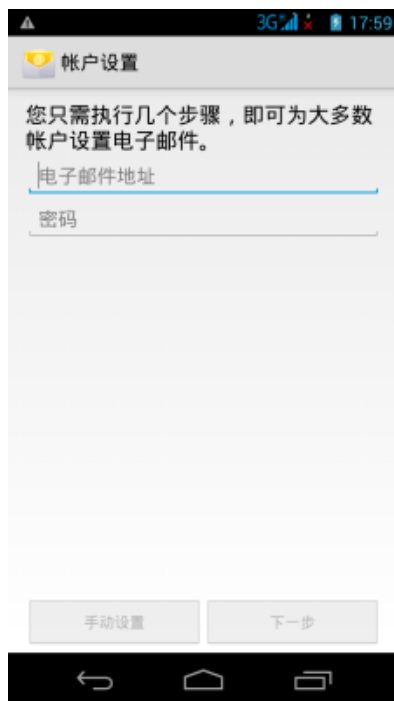 3G 17:59
帐户设置
您只需执行几个步骤，即可为大多数
帐户设置电子邮件。
电子邮件地址
密码
手动设置 下一步